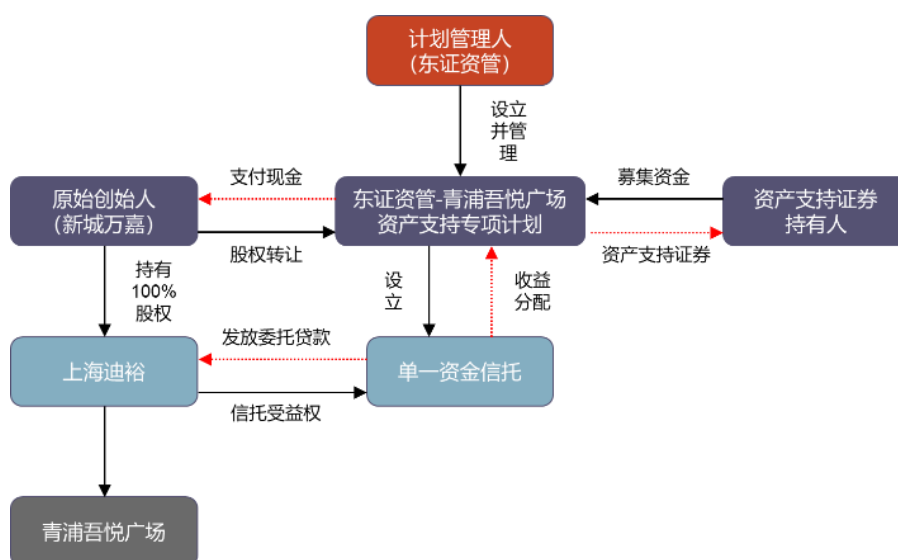 计划管理人
（东证资管）
设立
并管
理
支付现金
募集资金
原始创始人
（新城万嘉）
东证资管-青浦吾悦广场
资产支持专项计划
资产支持证券
持有人
股权转让
资产支持证券
持有
100%
股权
设
立
收益
分配
发放委托贷款
上海迪裕
单一资金信托
信托受益权
青浦吾悦广场